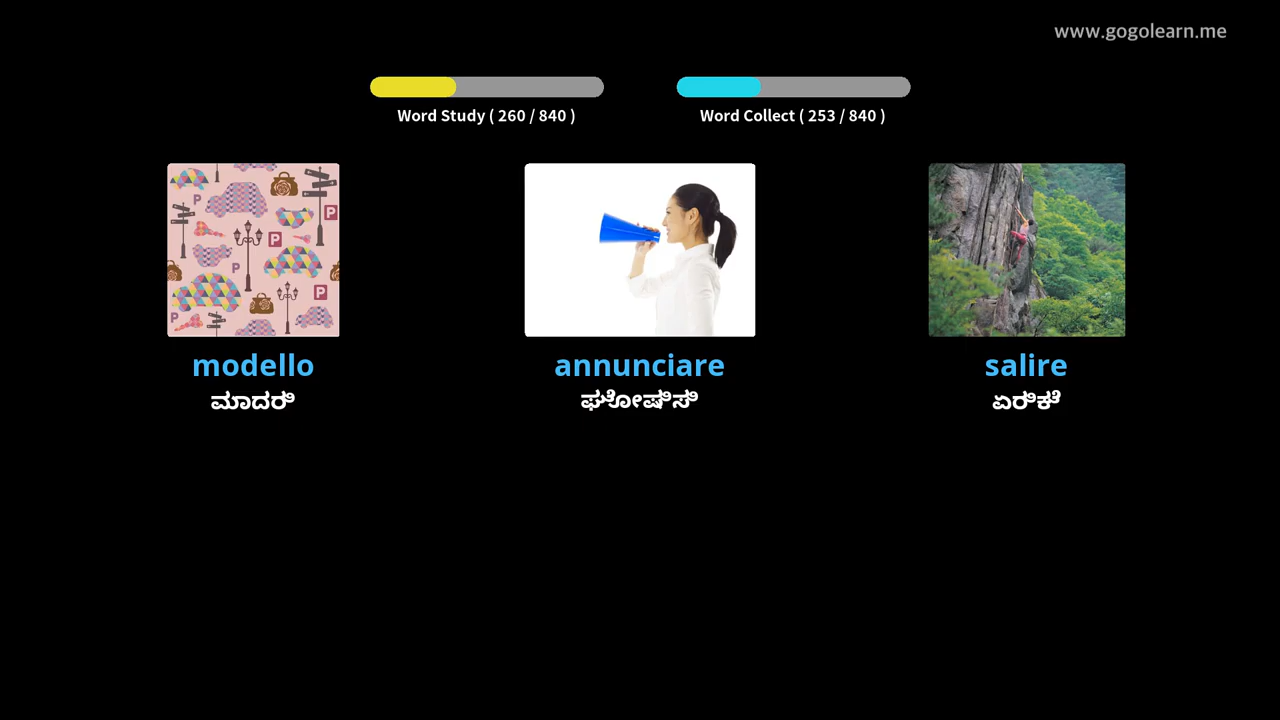 www.gogolearn.me
Word Study ( 260 / 840 )
Word Collect ( 253 / 840 )
P
P
P
P
P
P
modello
annunciare
salire
ಮಾದರಿ
ಘೋಷಿಸಿ
ಏರಿಕೆ